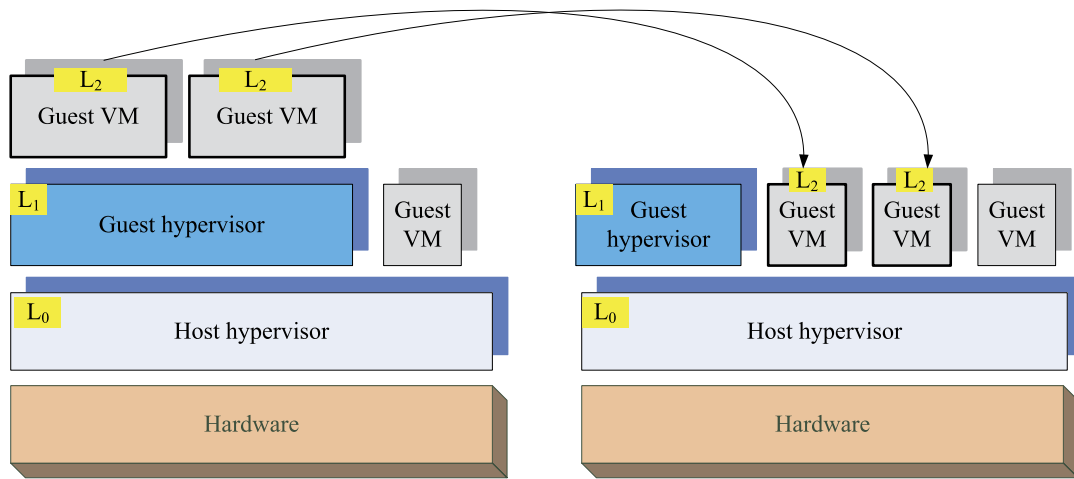 L₂
Guest VM
L₂
Guest VM
L₁
Guest hypervisor
Guest
VM
L₀
Host hypervisor
Hardware
L₁
Guest
hypervisor
L₂
Guest
VM
L₂
Guest
VM
Guest
VM
L₀
Host hypervisor
Hardware